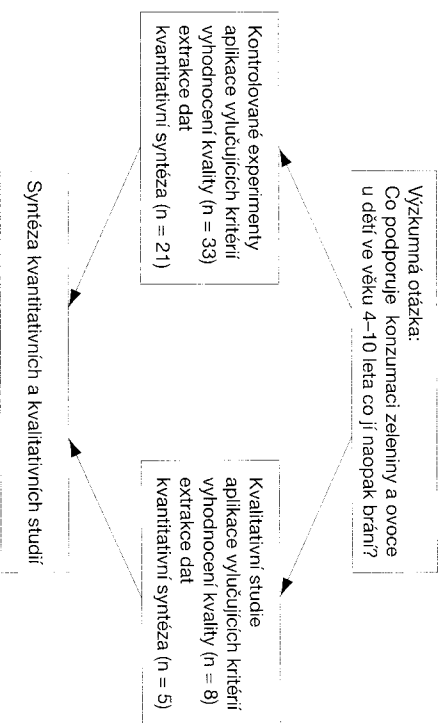 Výzkumná otázka:
Co podporuje konzumaci zeleniny a ovoce
u dětí ve věku 4–10 leta co jí naopak brání?
Kontrolované experimenty
aplikace vylučujících kritérií
vyhodnocení kvality (n = 33)
extrakce dat
kvantitativní syntéza (n = 21)
Kvalitativní studie
aplikace vylučujících kritérií
vyhodnocení kvality (n = 8)
extrakce dat
kvantitativní syntéza (n = 5)
Syntéza kvantitativních a kvalitativních studií